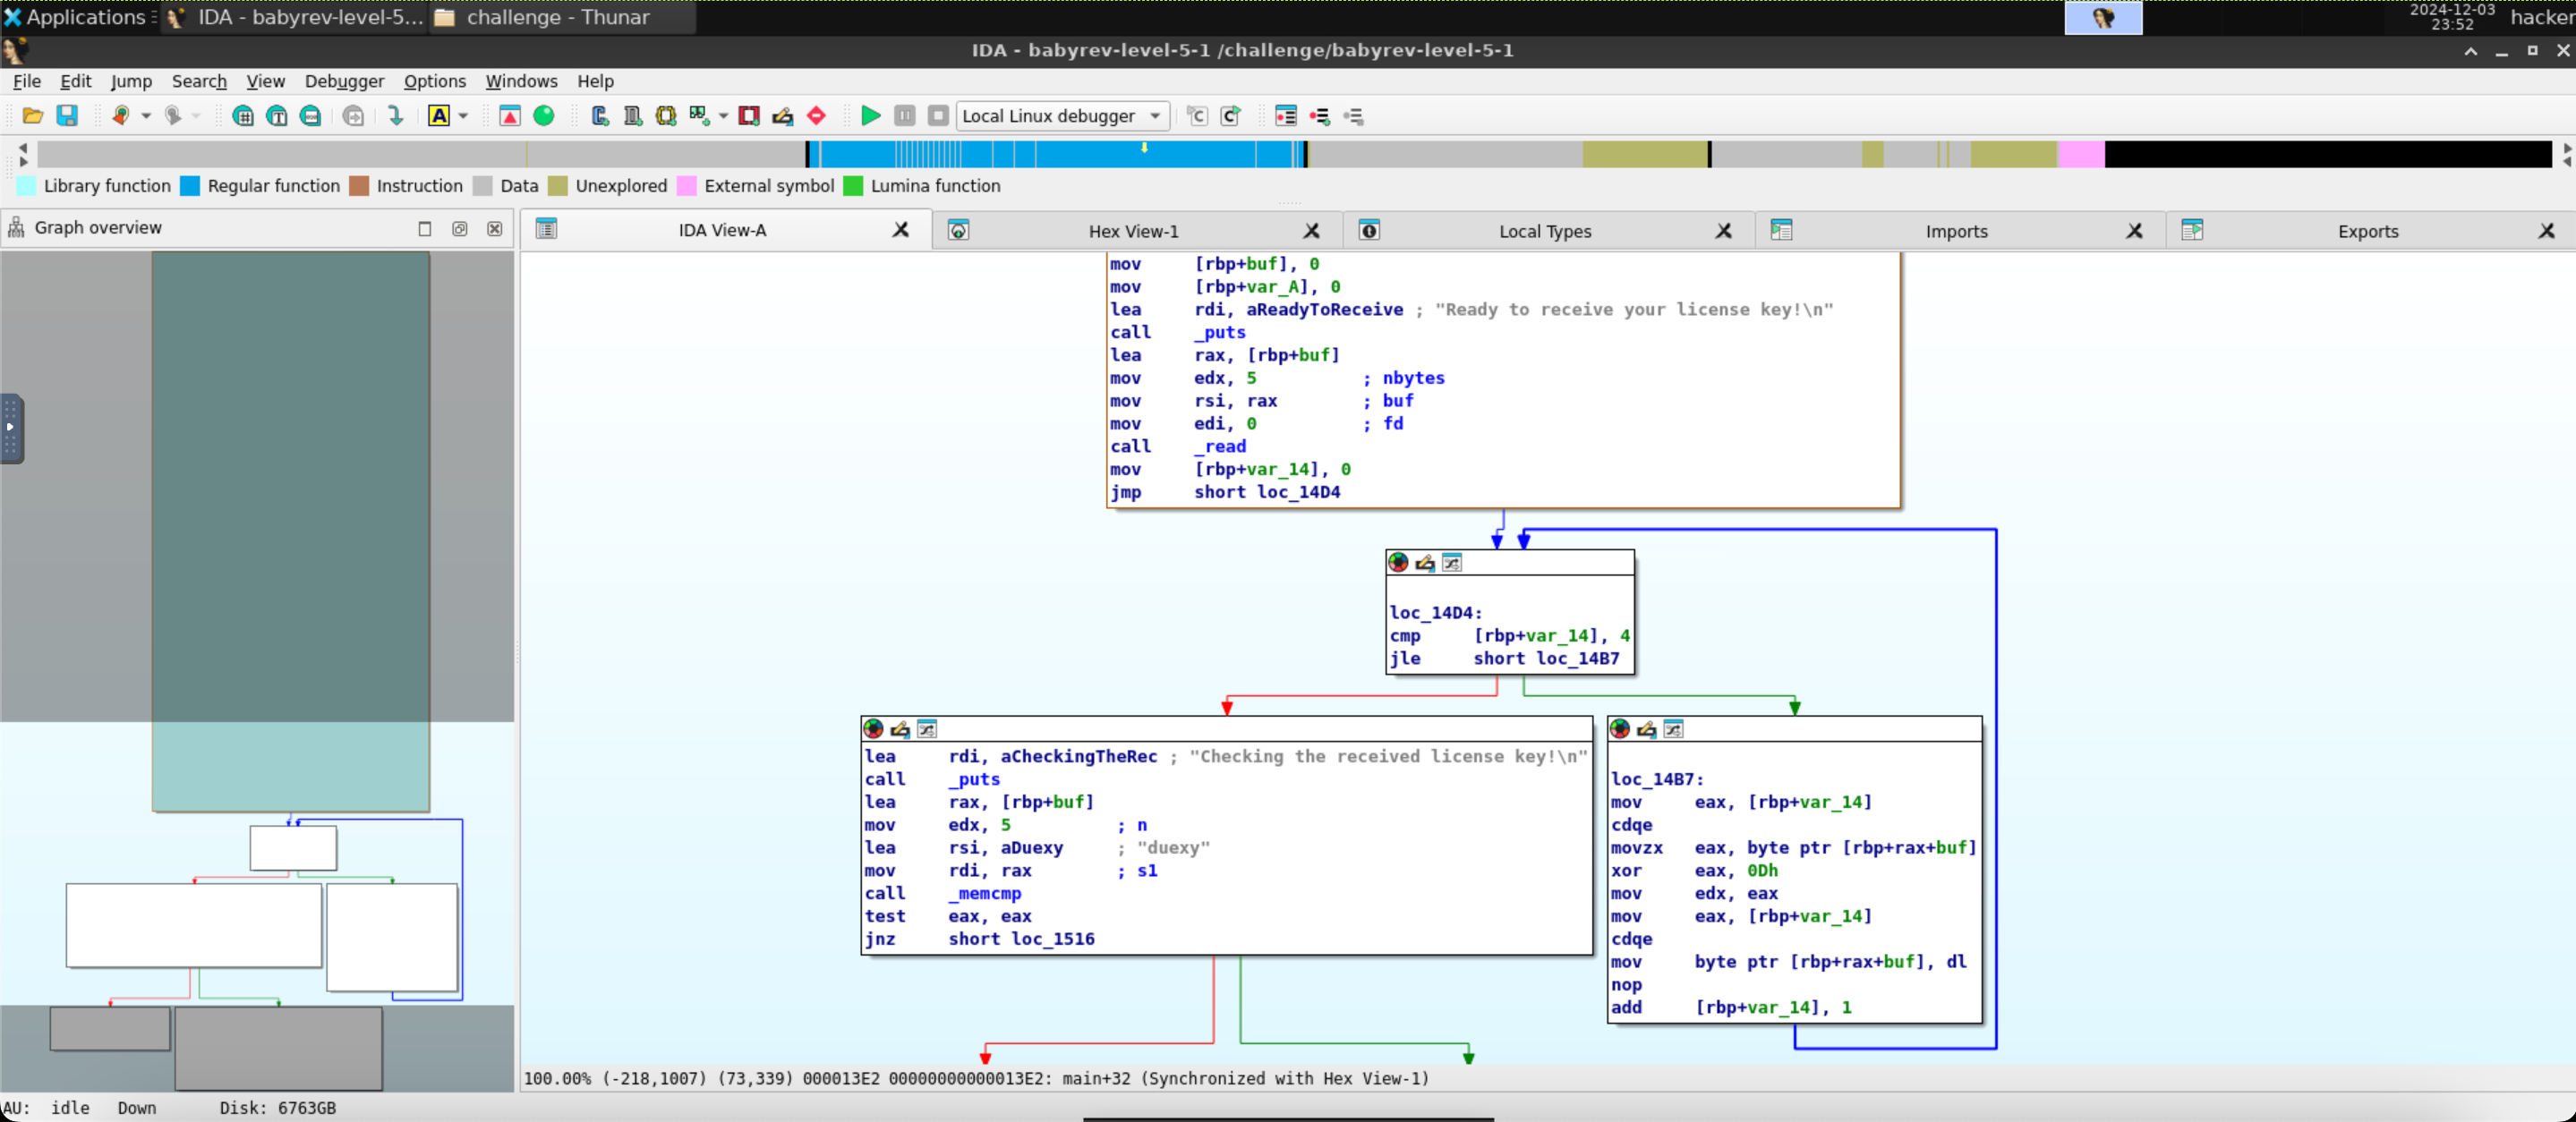 Applications IDA - babyrev-level-5... challenge - Thunar 2024-12-03 23:52 hacker
IDA - babyrev-level-5-1 /challenge/babyrev-level-5-1
File Edit Jump Search View Debugger Options Windows Help
Local Linux debugger
Library function Regular function Instruction Data Unexplored External symbol Lumina function
Graph overview
IDA View-A Hex View-1 Local Types Imports Exports
mov [rbp+buf], 0
mov [rbp+var_A], 0
lea rdi, aReadyToReceive ; "Ready to receive your license key!\n"
call _puts
lea rax, [rbp+buf]
mov edx, 5 ; nbytes
mov rsi, rax ; buf
mov edi, 0 ; fd
call _read
mov [rbp+var_14], 0
jmp short loc_14D4
loc_14D4:
cmp [rbp+var_14], 4
jle short loc_14B7
lea rdi, aCheckingTheRec ; "Checking the received license key!\n"
call _puts
lea rax, [rbp+buf]
mov edx, 5 ; n
lea rsi, aDuexy ; "duexy"
mov rdi, rax ; s1
call _memcmp
test eax, eax
jnz short loc_1516
loc_14B7:
mov eax, [rbp+var_14]
cdqe
movzx eax, byte ptr [rbp+rax+buf]
xor eax, 0Dh
mov edx, eax
mov eax, [rbp+var_14]
cdqe
mov byte ptr [rbp+rax+buf], dl
nop
add [rbp+var_14], 1
100.00% (-218,1007) (73,339) 000013E2 00000000000013E2: main+32 (Synchronized with Hex View-1)
AU: idle Down Disk: 6763GB